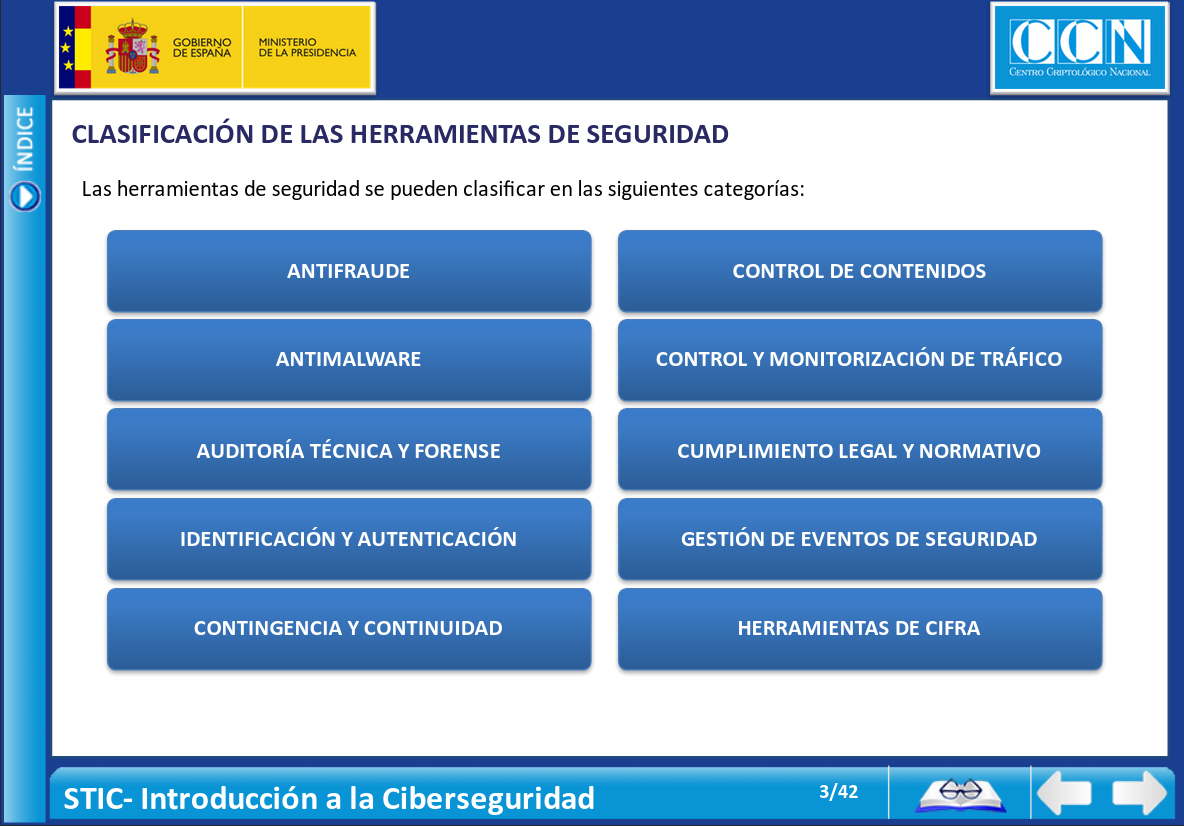 GOBIERNO
DE ESPAÑA
MINISTERIO
DE LA PRESIDENCIA
CCN
CENTRO CRIPTOLÓGICO NACIONAL
ÍNDICE
CLASIFICACIÓN DE LAS HERRAMIENTAS DE SEGURIDAD
Las herramientas de seguridad se pueden clasificar en las siguientes categorías:
ANTIFRAUDE
CONTROL DE CONTENIDOS
ANTIMALWARE
CONTROL Y MONITORIZACIÓN DE TRÁFICO
AUDITORÍA TÉCNICA Y FORENSE
CUMPLIMIENTO LEGAL Y NORMATIVO
IDENTIFICACIÓN Y AUTENTICACIÓN
GESTIÓN DE EVENTOS DE SEGURIDAD
CONTINGENCIA Y CONTINUIDAD
HERRAMIENTAS DE CIFRA
STIC- Introducción a la Ciberseguridad
3/42